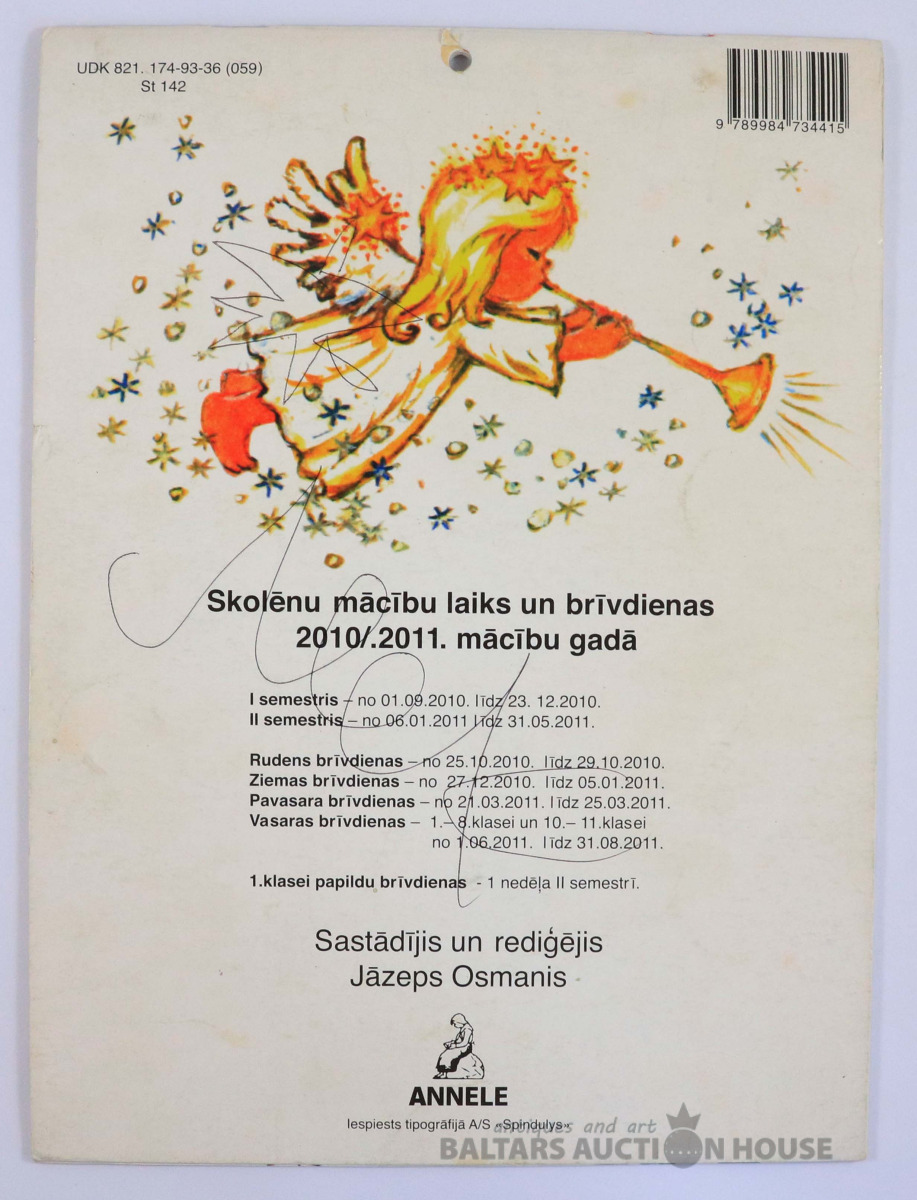 UDK 821. 174-93-36 (059)
St 142
9 789984 734415
Skolēnu mācību laiks un brīvdienas
2010/.2011. mācību gadā
I semestris – no 01.09.2010. līdz 23. 12.2010.
II semestris – no 06.01.2011 līdz 31.05.2011.
Rudens brīvdienas – no 25.10.2010. līdz 29.10.2010.
Ziemas brīvdienas – no 27.12.2010. līdz 05.01.2011.
Pavasara brīvdienas – no 21.03.2011. līdz 25.03.2011.
Vasaras brīvdienas – 1.– 8.klasei un 10.– 11.klasei
no 1.06.2011. līdz 31.08.2011.
1.klasei papildu brīvdienas - 1 nedēļa II semestrī.
Sastādījis un rediģējis
Jāzeps Osmanis
ANNELE
Iespiests tipogrāfijā A/S «Spindulys»
antiques and art
BALTARS AUCTION HOUSE